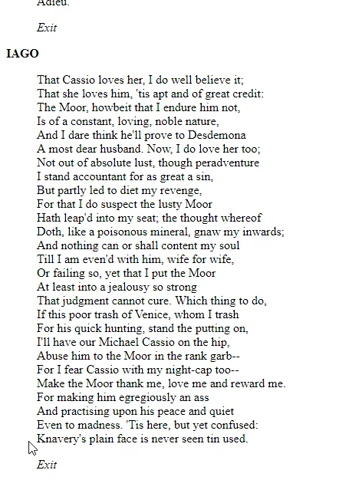 Adieu.
Exit
IAGO
That Cassio loves her, I do well believe it;
That she loves him, 'tis apt and of great credit:
The Moor, howbeit that I endure him not,
Is of a constant, loving, noble nature,
And I dare think he'll prove to Desdemona
A most dear husband. Now, I do love her too;
Not out of absolute lust, though peradventure
I stand accountant for as great a sin,
But partly led to diet my revenge,
For that I do suspect the lusty Moor
Hath leap'd into my seat; the thought whereof
Doth, like a poisonous mineral, gnaw my inwards;
And nothing can or shall content my soul
Till I am even'd with him, wife for wife,
Or failing so, yet that I put the Moor
At least into a jealousy so strong
That judgment cannot cure. Which thing to do,
If this poor trash of Venice, whom I trash
For his quick hunting, stand the putting on,
I'll have our Michael Cassio on the hip,
Abuse him to the Moor in the rank garb--
For I fear Cassio with my night-cap too--
Make the Moor thank me, love me and reward me.
For making him egregiously an ass
And practising upon his peace and quiet
Even to madness. 'Tis here, but yet confused:
Knavery's plain face is never seen tin used.
Exit